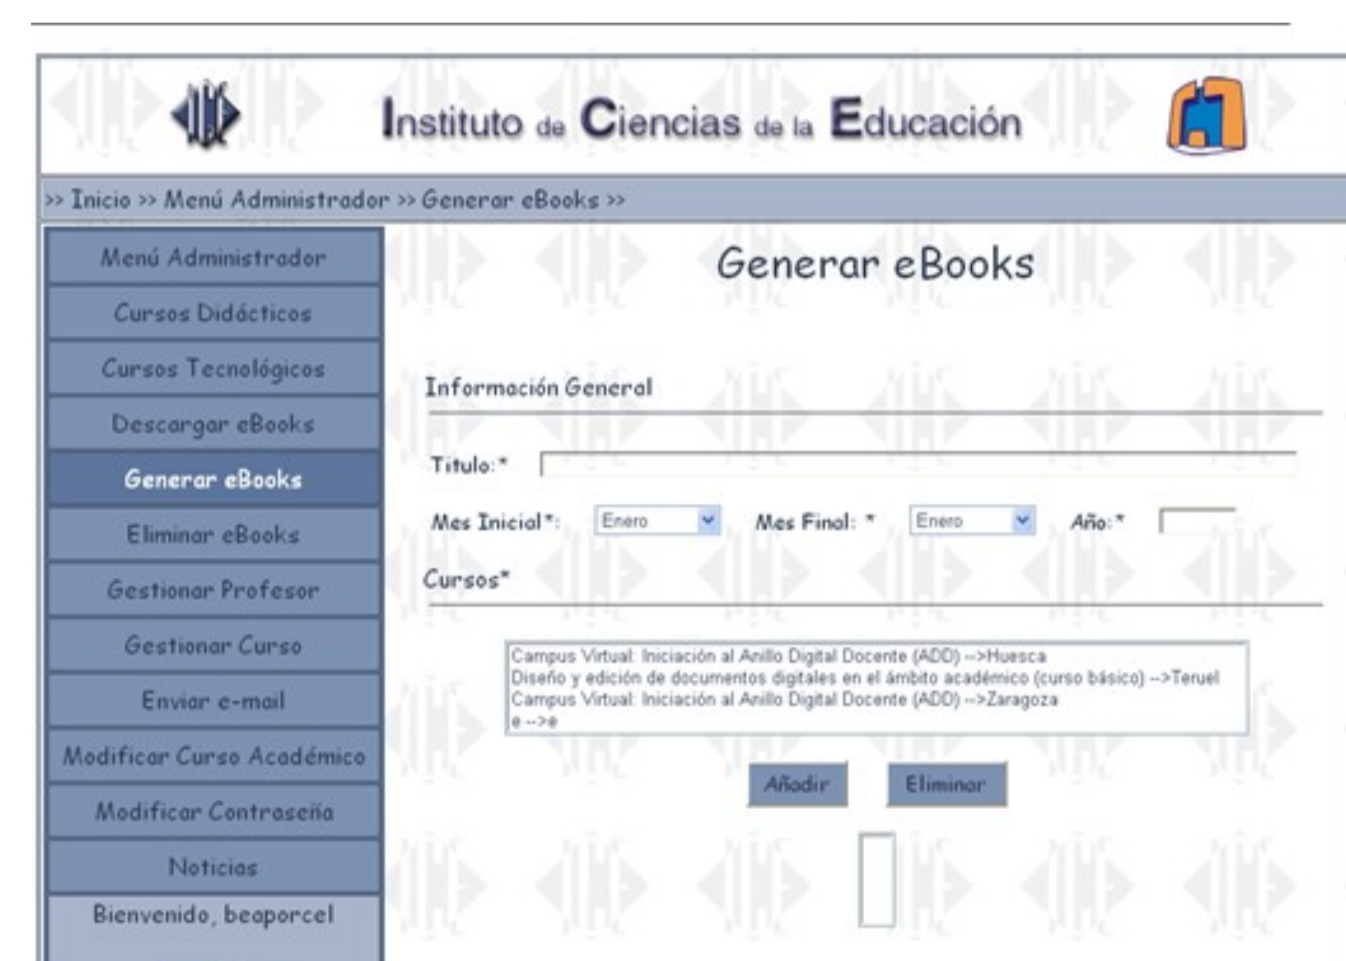 Instituto de Ciencias de la Educación
>> Inicio >> Menú Administrador >> Generar eBooks >>
Menú Administrador
Cursos Didácticos
Cursos Tecnológicos
Descargar eBooks
Generar eBooks
Eliminar eBooks
Gestionar Profesor
Gestionar Curso
Enviar e-mail
Modificar Curso Académico
Modificar Contraseña
Noticias
Bienvenido, beaporcel
Generar eBooks
Información General
Titulo:*
Mes Inicial*: Enero Mes Final: * Enero Año:*
Cursos*
Campus Virtual: Iniciación al Anillo Digital Docente (ADD) -->Huesca
Diseño y edición de documentos digitales en el ámbito académico (curso básico) -->Teruel
Campus Virtual: Iniciación al Anillo Digital Docente (ADD) -->Zaragoza
e -->e
Añadir Eliminar